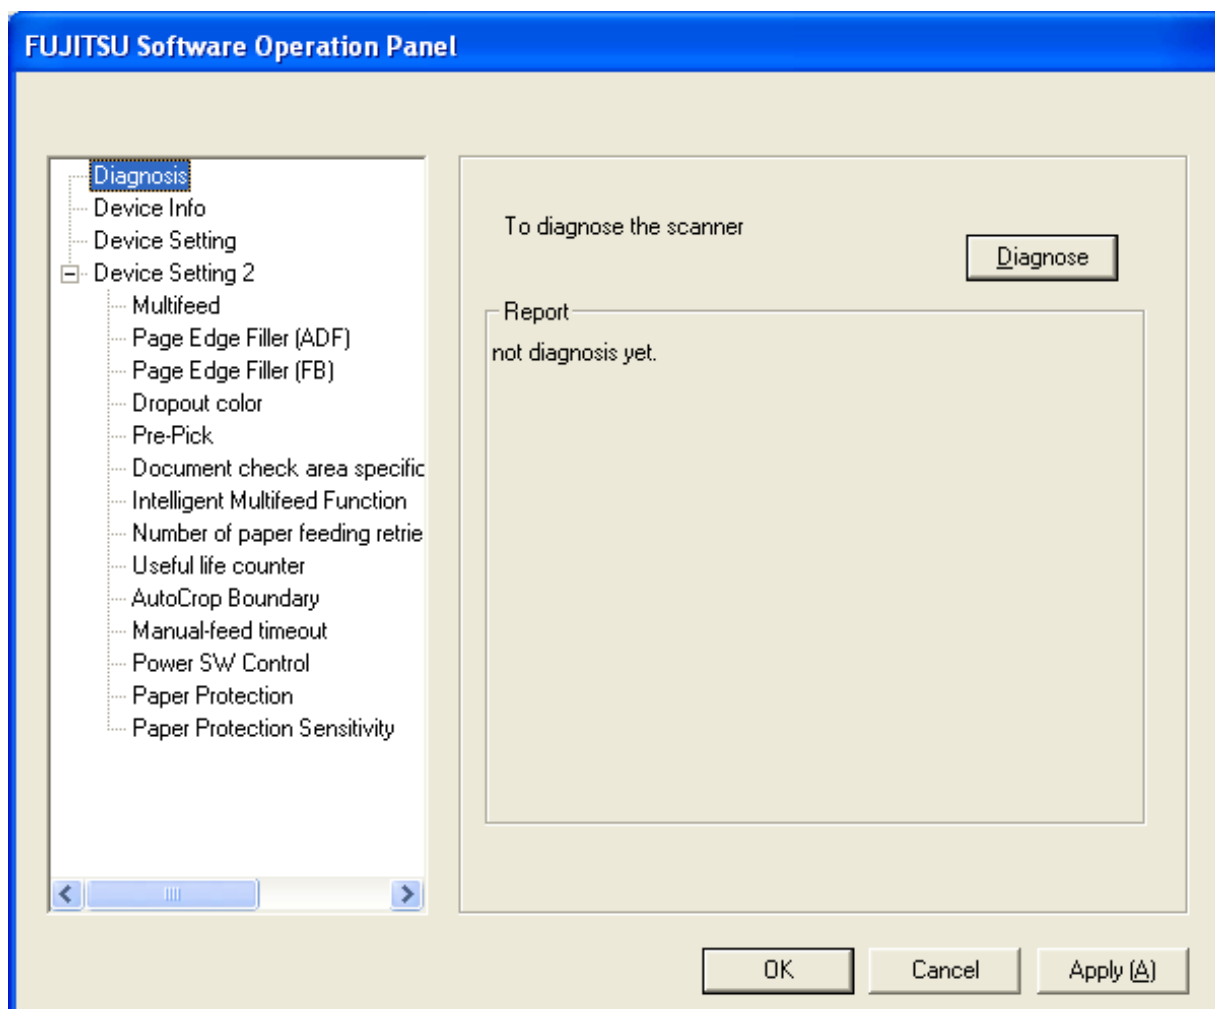 FUJITSU Software Operation Panel
Diagnosis
Device Info
Device Setting
Device Setting 2
Multifeed
Page Edge Filler (ADF)
Page Edge Filler (FB)
Dropout color
Pre-Pick
Document check area specific
Intelligent Multifeed Function
Number of paper feeding retrie
Useful life counter
AutoCrop Boundary
Manual-feed timeout
Power SW Control
Paper Protection
Paper Protection Sensitivity
To diagnose the scanner
Diagnose
Report
not diagnosis yet.
OK
Cancel
Apply (A)